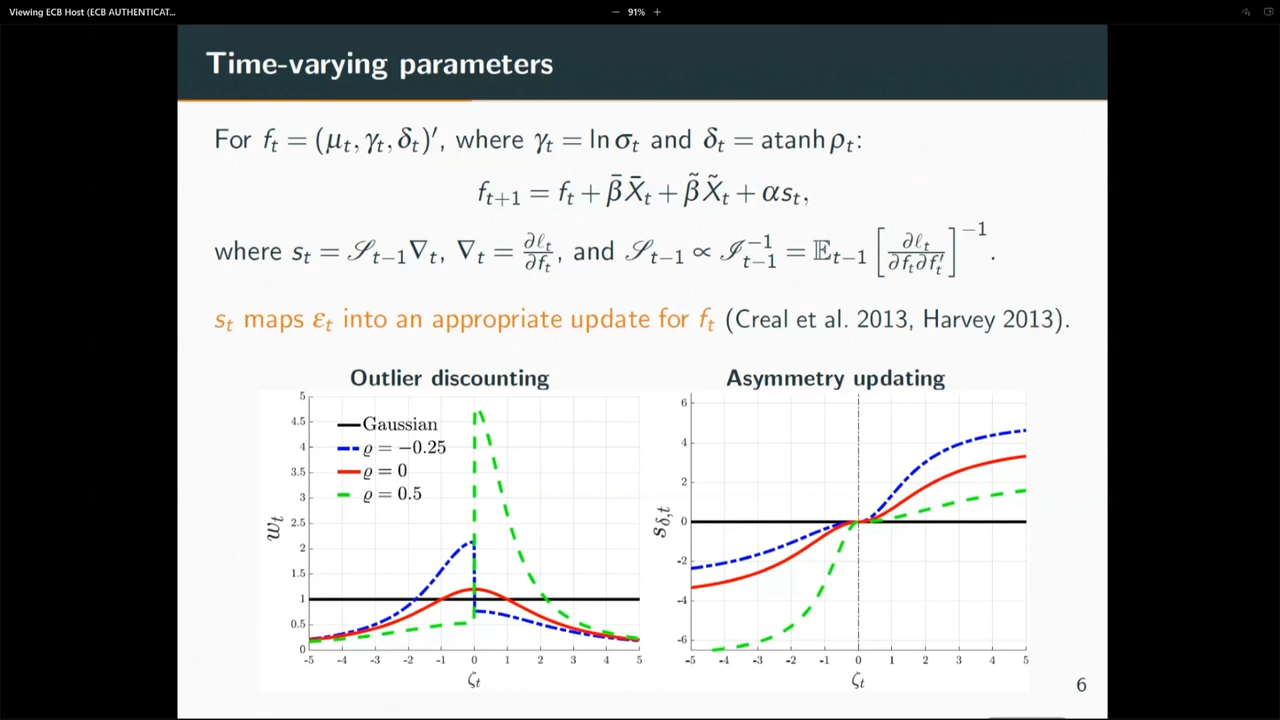 Viewing ECB Host (ECB AUTHENTICAT...
− 91% +
Time-varying parameters
For f_t = (μ_t, γ_t, δ_t)′, where γ_t = ln σ_t and δ_t = atanh ρ_t:
f_{t+1} = f_t + β̄X̄_t + β̃X̃_t + αs_t,
where s_t = 𝒮_{t−1}∇_t, ∇_t = ∂ℓ_t/∂f_t, and 𝒮_{t−1} ∝ ℐ_{t−1}^{−1} = 𝔼_{t−1}[∂ℓ_t/∂f_t∂f_t′]^{−1}.
s_t maps ε_t into an appropriate update for f_t (Creal et al. 2013, Harvey 2013).
Outlier discounting
5
4.5
4
3.5
3
2.5
2
1.5
1
0.5
0
w_t
Gaussian
ϱ = −0.25
ϱ = 0
ϱ = 0.5
-5 -4 -3 -2 -1 0 1 2 3 4 5
ζ_t
Asymmetry updating
6
4
2
0
-2
-4
-6
s_{δ,t}
-5 -4 -3 -2 -1 0 1 2 3 4 5
ζ_t
6